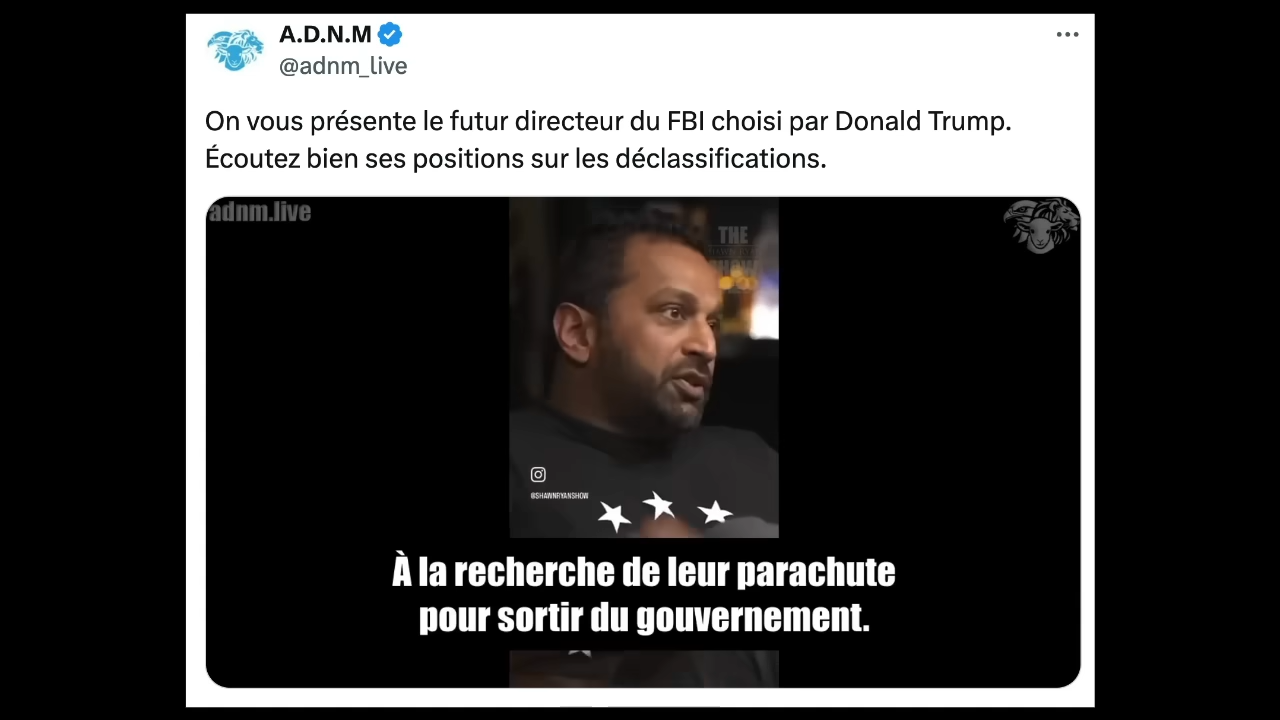 A.D.N.M
@adnm_live
On vous présente le futur directeur du FBI choisi par Donald Trump.
Écoutez bien ses positions sur les déclassifications.
adnm.live
THE
SHOW
@SHAWNRYANSHOW
À la recherche de leur parachute
pour sortir du gouvernement.